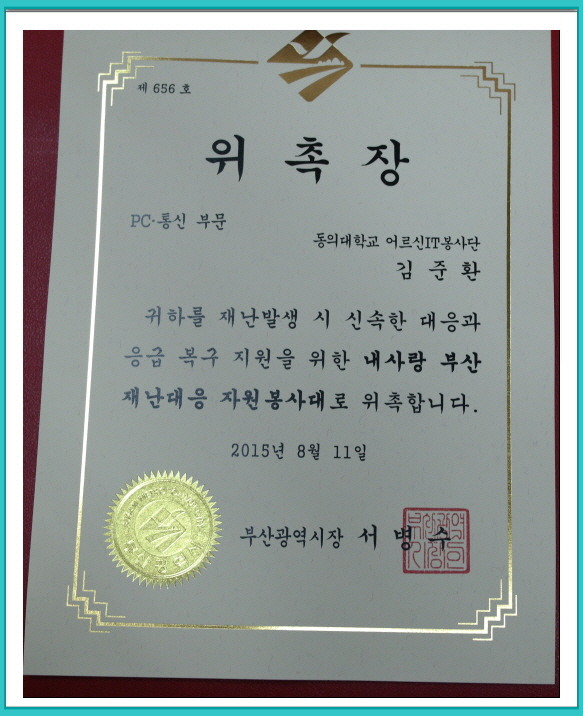 제 656 호
위 촉 장
PC·통신 부문
동의대학교 어르신IT봉사단
김 준 환
귀하를 재난발생 시 신속한 대응과
응급 복구 지원을 위한 내사랑 부산
재난대응 자원봉사대로 위촉합니다.
2015년 8월 11일
부산광역시장 서 병 수